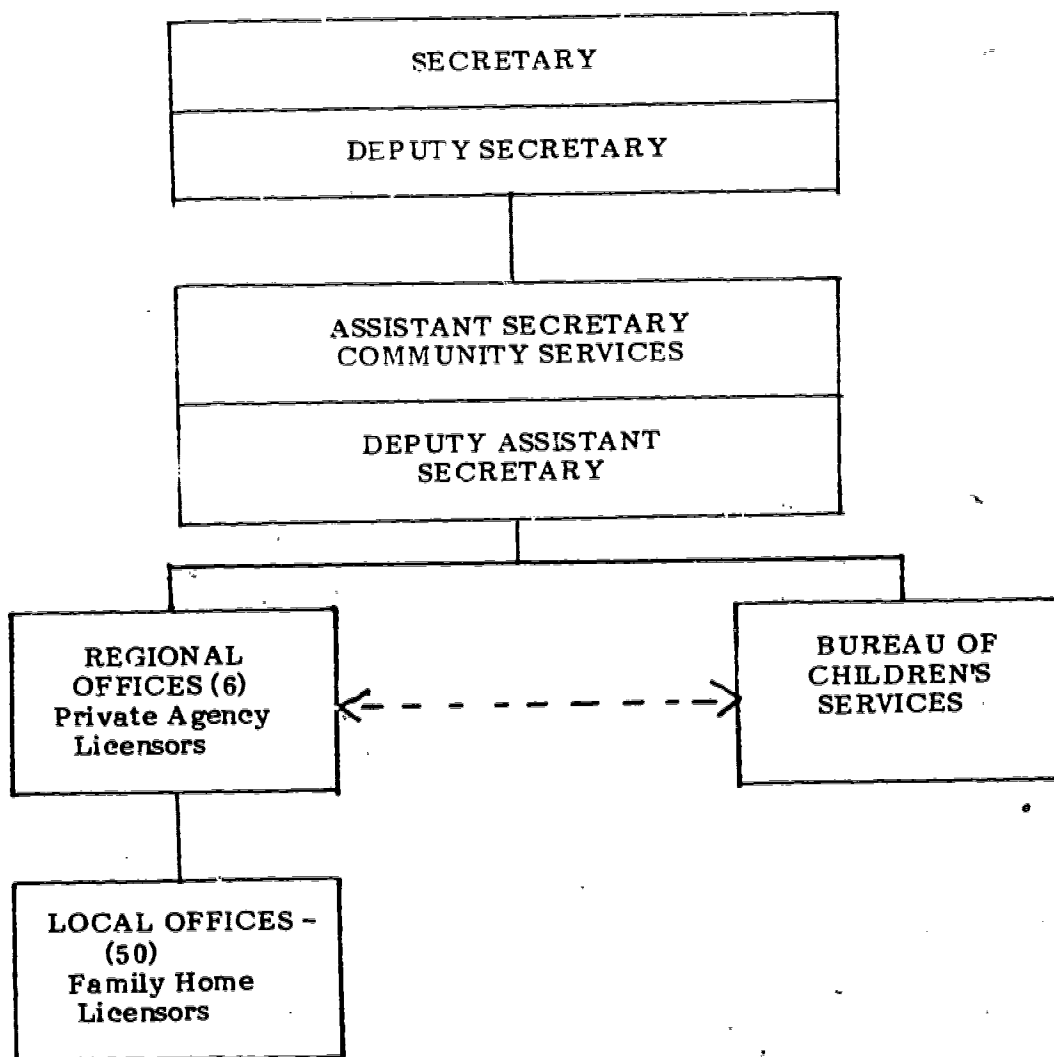 SECRETARY
DEPUTY SECRETARY
ASSISTANT SECRETARY
COMMUNITY SERVICES
DEPUTY ASSISTANT
SECRETARY
REGIONAL
OFFICES (6)
Private Agency
Licensors
BUREAU OF
CHILDREN'S
SERVICES
LOCAL OFFICES -
(50)
Family Home
Licensors